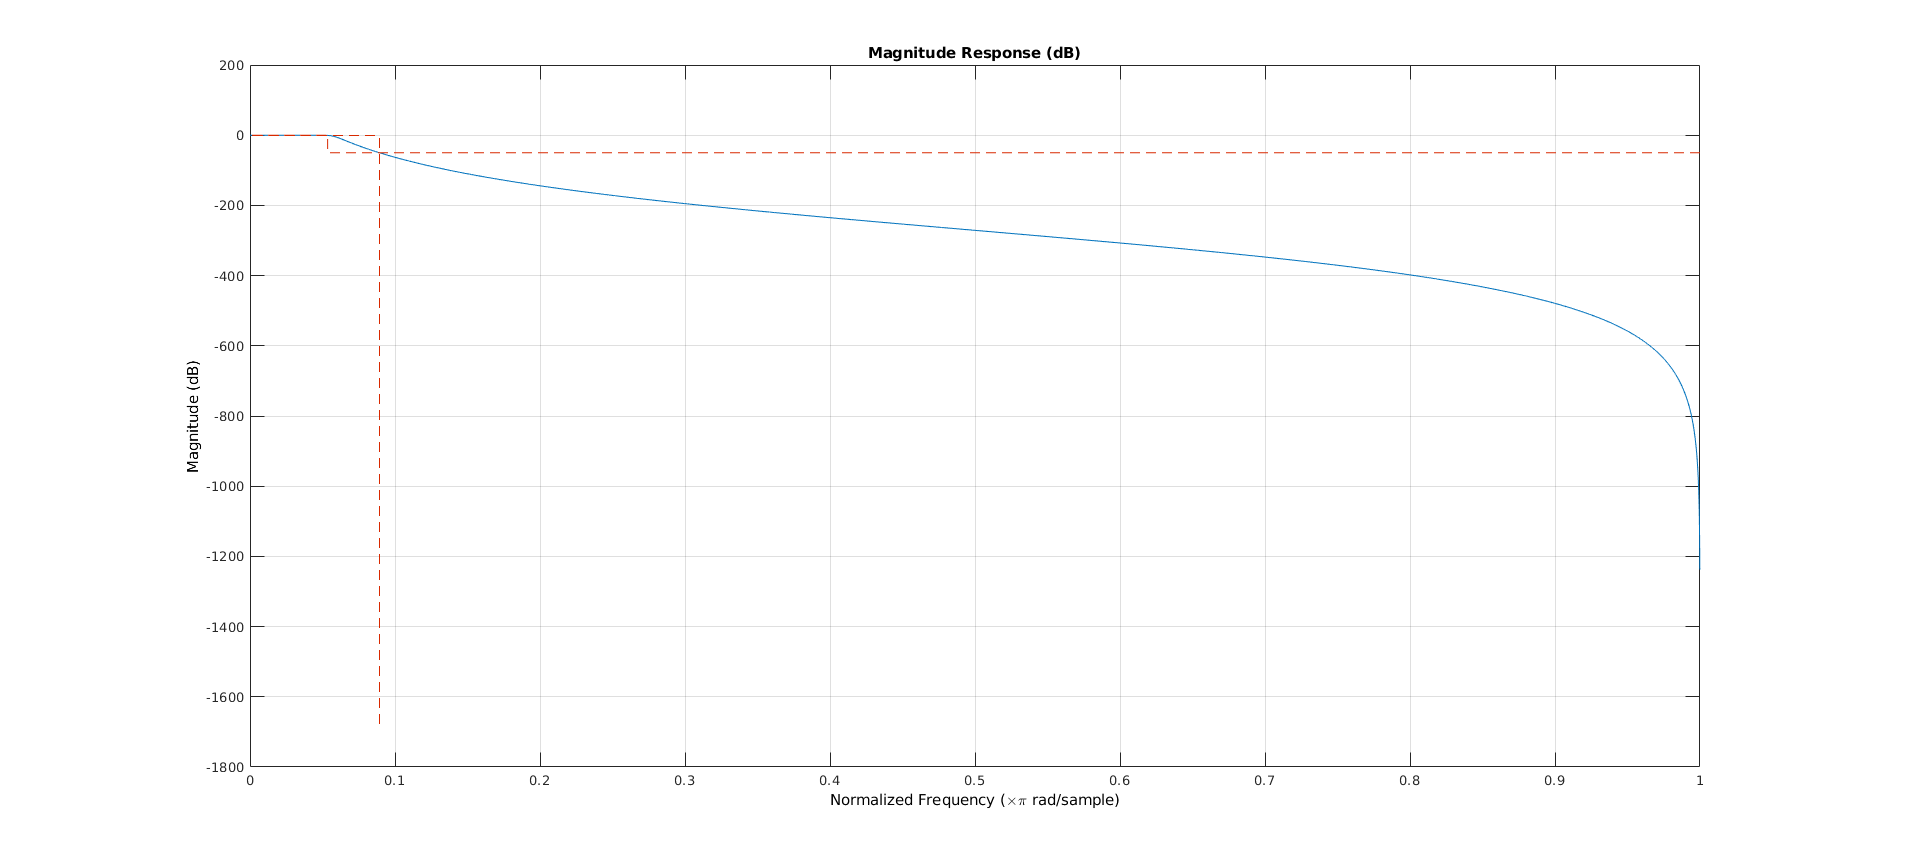 Magnitude Response (dB)
200
0
-200
-400
-600
-800
-1000
-1200
-1400
-1600
-1800
Magnitude (dB)
0 0.1 0.2 0.3 0.4 0.5 0.6 0.7 0.8 0.9 1
Normalized Frequency (×π rad/sample)